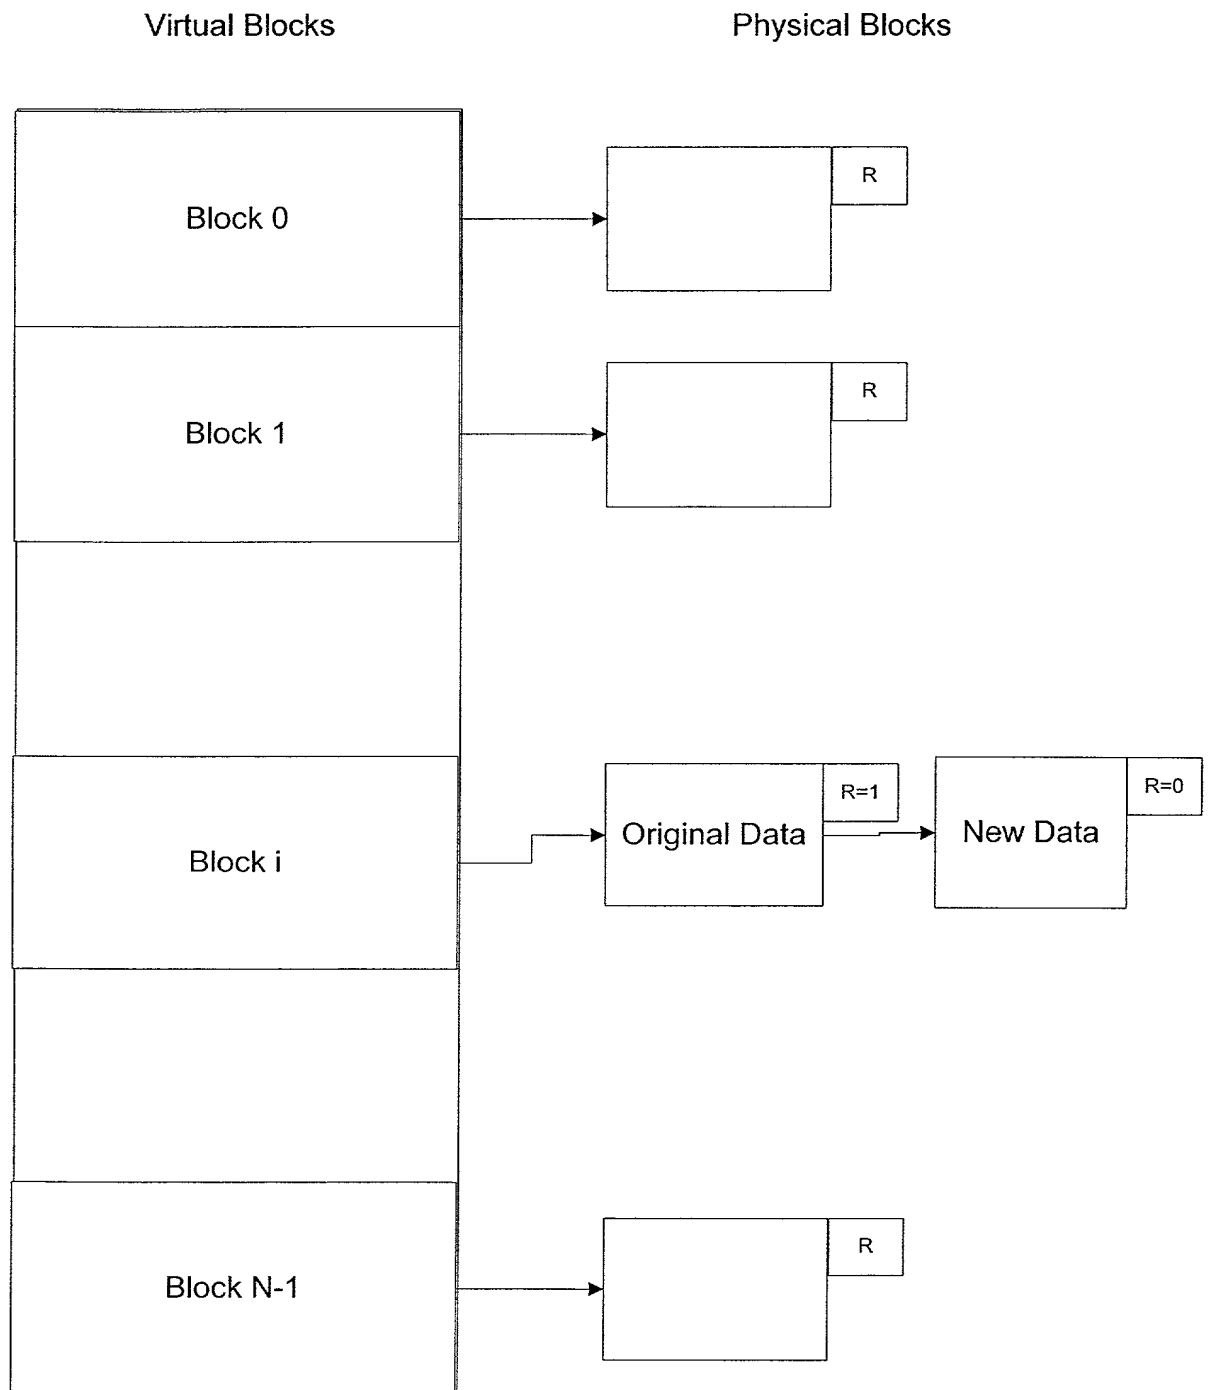 Virtual Blocks
Physical Blocks
Block 0
R
Block 1
R
Block i
Original Data
R=1
New Data
R=0
Block N-1
R